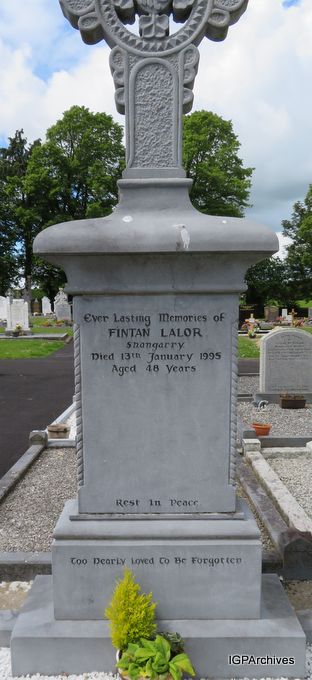 Ever Lasting Memories of
FINTAN LALOR
Shangarry
Died 13th January 1995
Aged 48 Years
Rest In Peace
Too Dearly Loved To Be Forgotten
IGPArchives